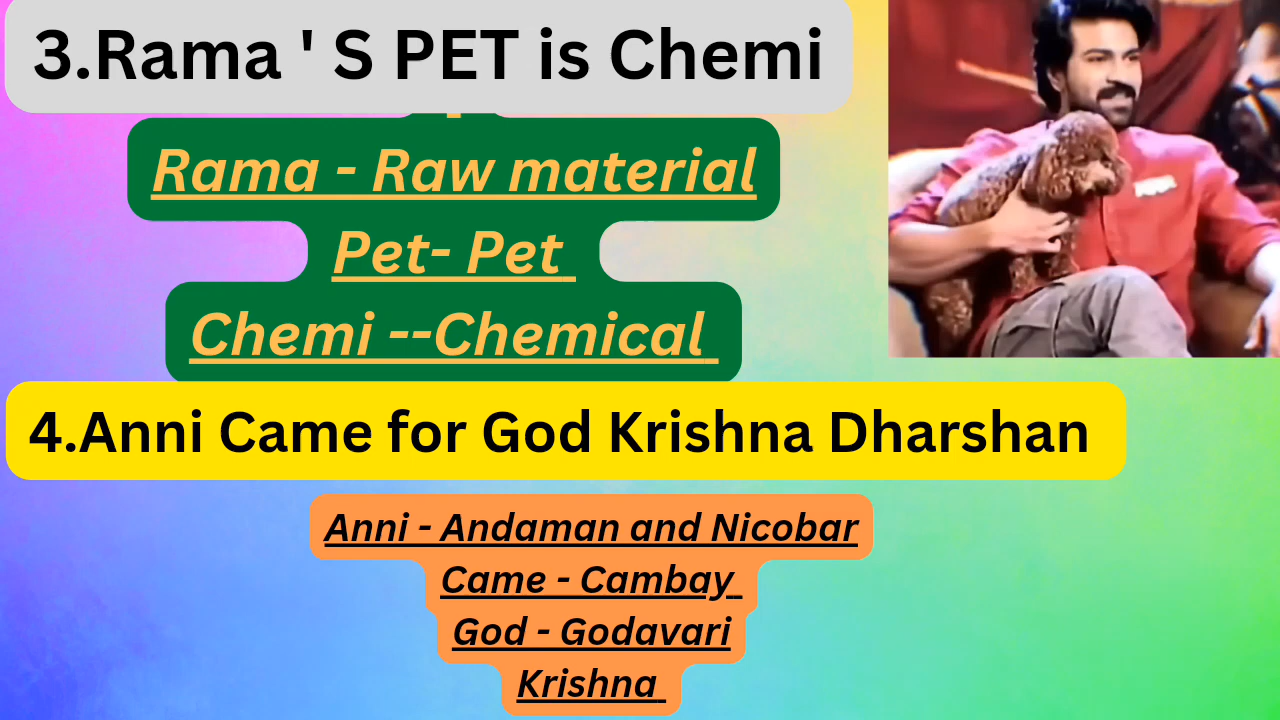 3.Rama ' S PET is Chemi
Rama - Raw material
Pet- Pet
Chemi --Chemical
4.Anni Came for God Krishna Dharshan
Anni - Andaman and Nicobar
Came - Cambay
God - Godavari
Krishna